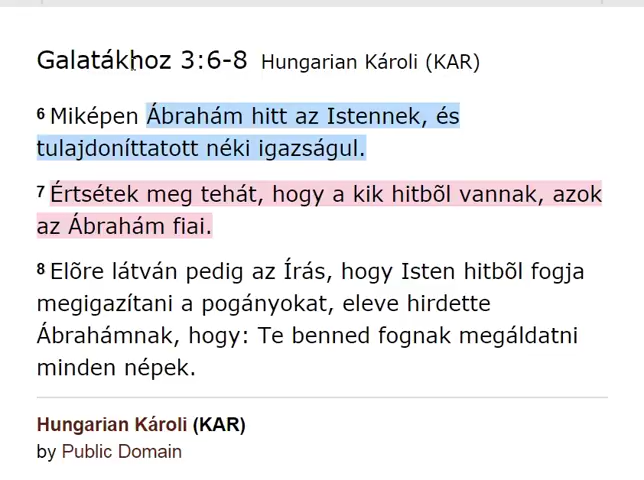 Galatákhoz 3:6-8 Hungarian Károli (KAR)
6 Miképen Ábrahám hitt az Istennek, és
tulajdoníttatott néki igazságul.
7 Értsétek meg tehát, hogy a kik hitbõl vannak, azok
az Ábrahám fiai.
8 Elõre látván pedig az Írás, hogy Isten hitbõl fogja
megigazítani a pogányokat, eleve hirdette
Ábrahámnak, hogy: Te benned fognak megáldatni
minden népek.
Hungarian Károli (KAR)
by Public Domain